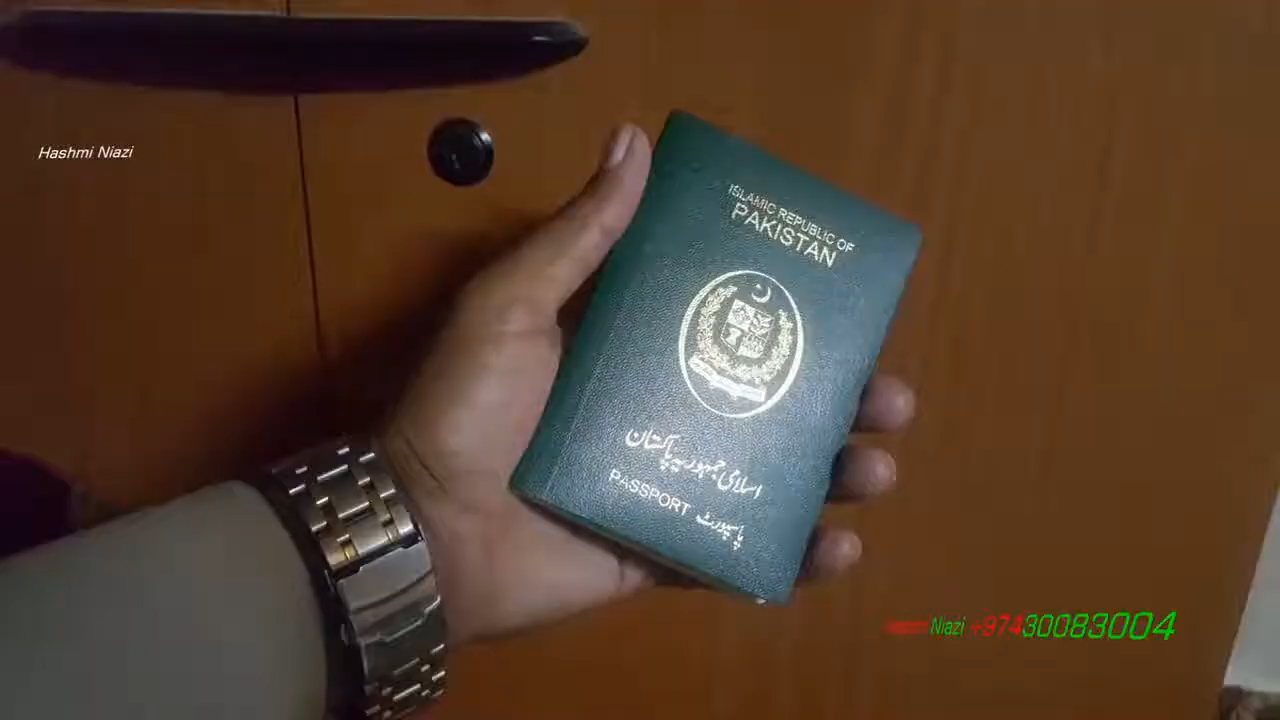 Hashmi Niazi
ISLAMIC REPUBLIC OF
PAKISTAN
اسلامی جمہوریہ پاکستان
PASSPORT پاسپورٹ
Niazi +97430083004